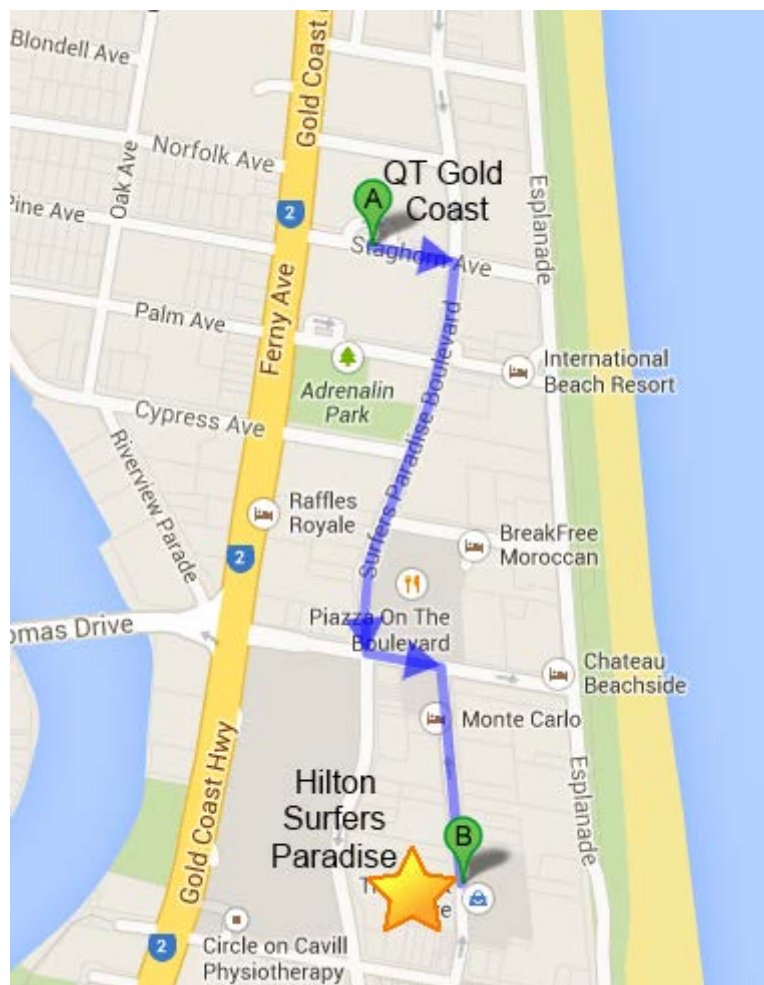 Blondell Ave
Gold Coast
Norfolk Ave
Oak Ave
Pine Ave
2
A
QT Gold
Coast
Staghorn Ave
Esplanade
Ferny Ave
Palm Ave
Surfers Paradise Boulevard
International
Beach Resort
Adrenalin
Park
Cypress Ave
Riverview Parade
Raffles
Royale
BreakFree
Moroccan
2
Piazza On The
Boulevard
omas Drive
Chateau
Beachside
Monte Carlo
Gold Coast Hwy
Esplanade
Hilton
Surfers
Paradise
B
2
Circle on Cavill
Physiotherapy